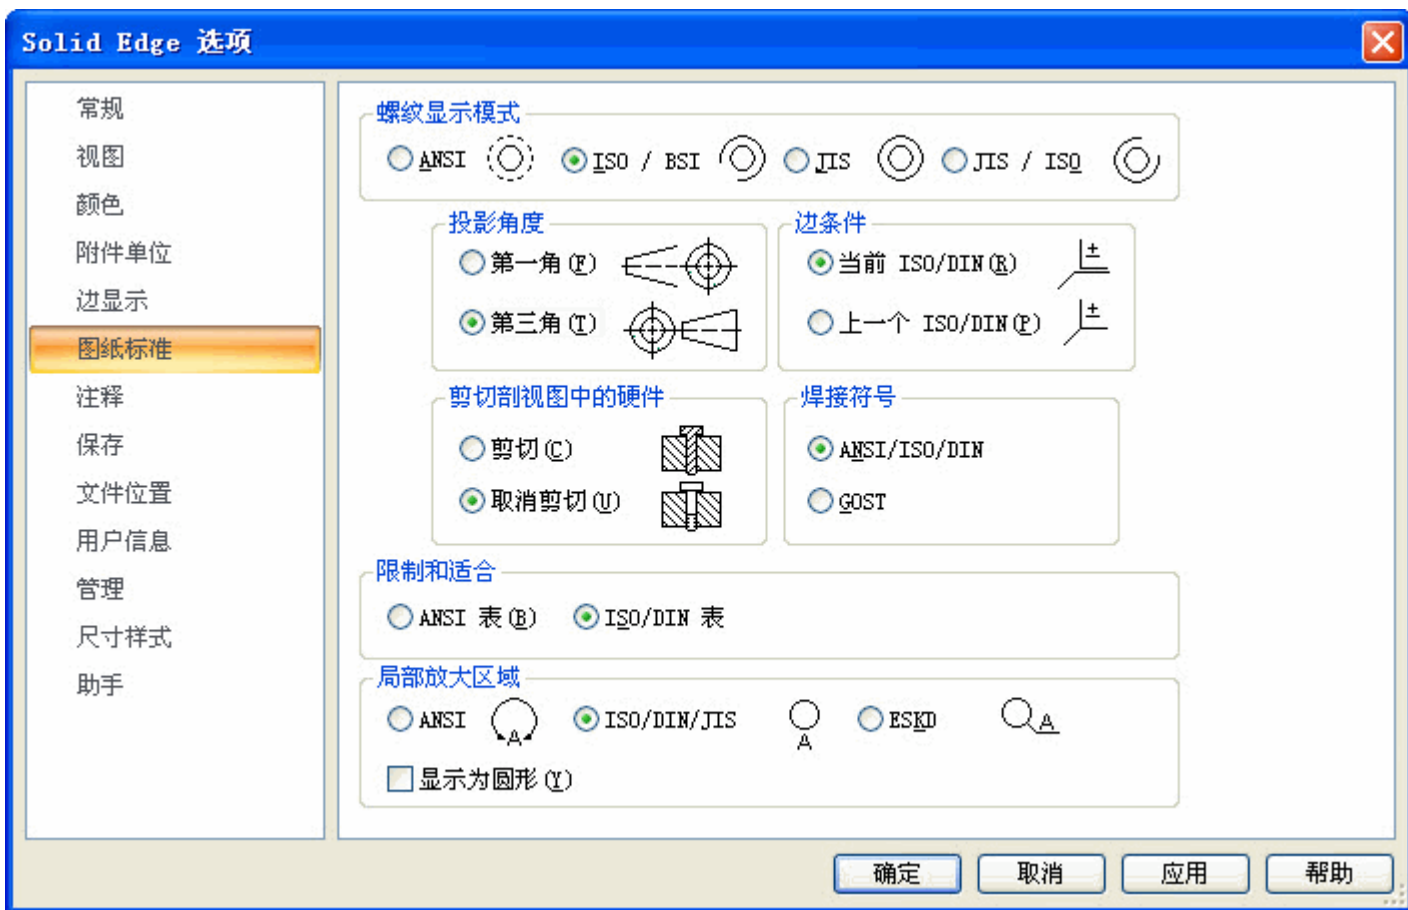 Solid Edge 选项
常规
视图
颜色
附件单位
边显示
图纸标准
注释
保存
文件位置
用户信息
管理
尺寸样式
助手
螺纹显示模式
ANSI ISO / BSI JIS JIS / ISO
投影角度
第一角(F)
第三角(T)
边条件
当前 ISO/DIN(R) ±
上一个 ISO/DIN(P) ±
剪切剖视图中的硬件
剪切(C)
取消剪切(U)
焊接符号
ANSI/ISO/DIN
GOST
限制和适合
ANSI 表(B) ISO/DIN 表
局部放大区域
ANSI A ISO/DIN/JIS A ESKD A
显示为圆形(Y)
确定 取消 应用 帮助